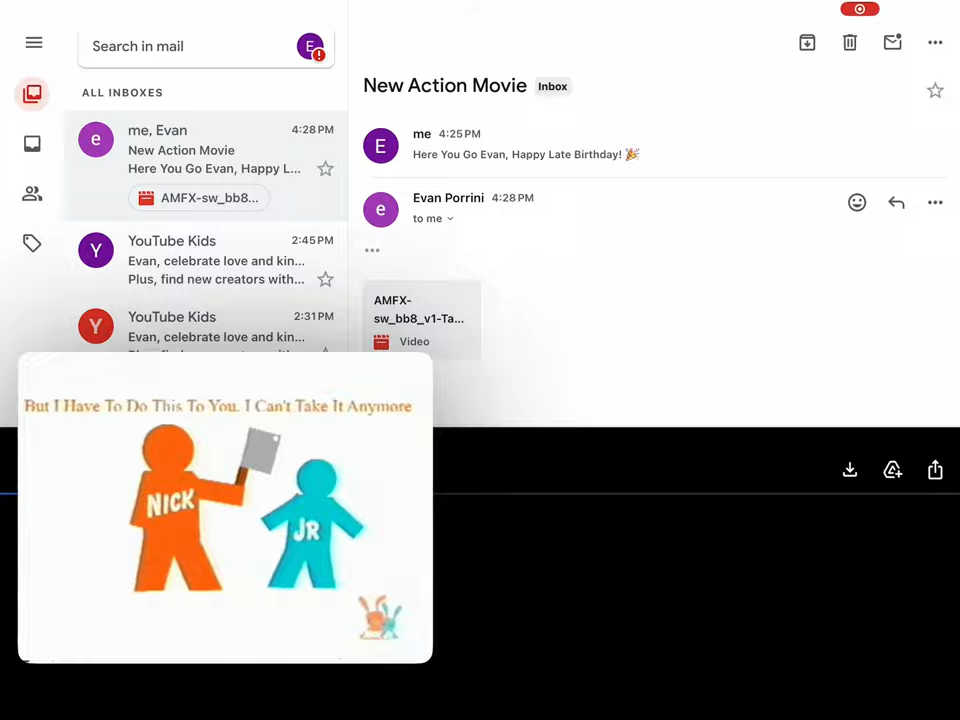 Search in mail
E
ALL INBOXES
e
me, Evan
4:28 PM
New Action Movie
Here You Go Evan, Happy L...
AMFX-sw_bb8...
Y
YouTube Kids
2:45 PM
Evan, celebrate love and kin...
Plus, find new creators with...
Y
YouTube Kids
2:31 PM
Evan, celebrate love and kin...
New Action Movie
Inbox
E
me 4:25 PM
Here You Go Evan, Happy Late Birthday! 🎉
e
Evan Porrini 4:28 PM
to me
AMFX-
sw_bb8_v1-Ta...
Video
But I Have To Do This To You. I Can't Take It Anymore
NICK
JR